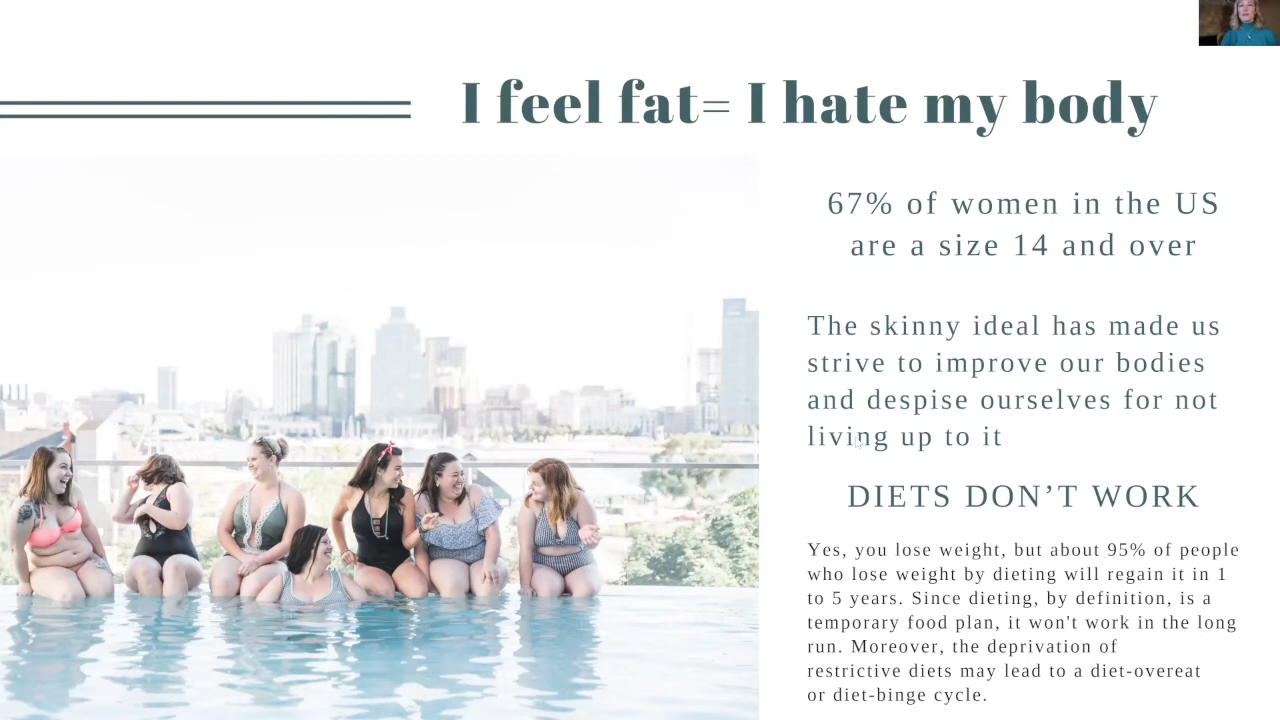 I feel fat= I hate my body
67% of women in the US
are a size 14 and over
The skinny ideal has made us
strive to improve our bodies
and despise ourselves for not
living up to it
DIETS DON’T WORK
Yes, you lose weight, but about 95% of people
who lose weight by dieting will regain it in 1
to 5 years. Since dieting, by definition, is a
temporary food plan, it won't work in the long
run. Moreover, the deprivation of
restrictive diets may lead to a diet-overeat
or diet-binge cycle.